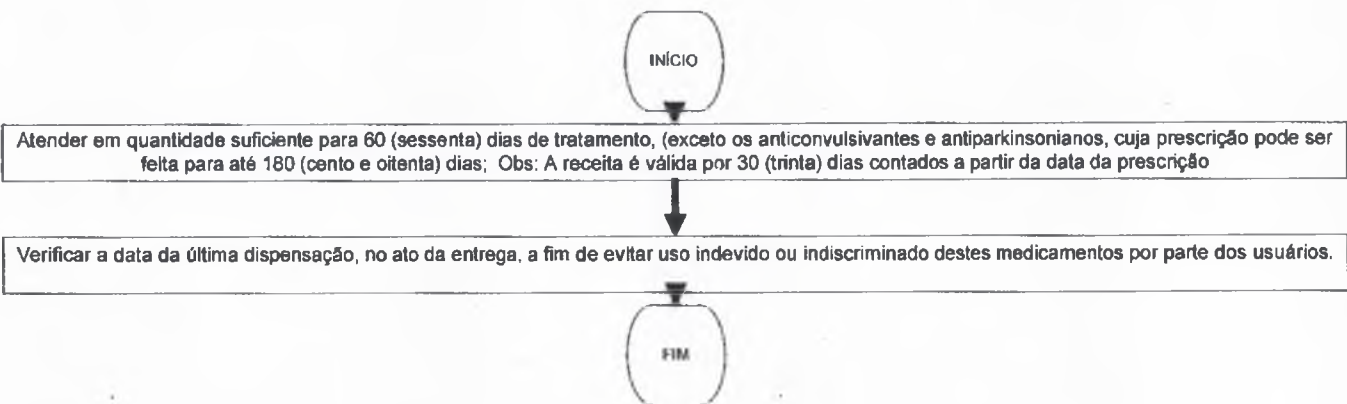 INÍCIO
Atender em quantidade suficiente para 60 (sessenta) dias de tratamento, (exceto os anticonvulsivantes e antiparkinsonianos, cuja prescrição pode ser
feita para até 180 (cento e oitenta) dias; Obs: A receita é válida por 30 (trinta) dias contados a partir da data da prescrição
Verificar a data da última dispensação, no ato da entrega, a fim de evitar uso indevido ou indiscriminado destes medicamentos por parte dos usuários.
FIM